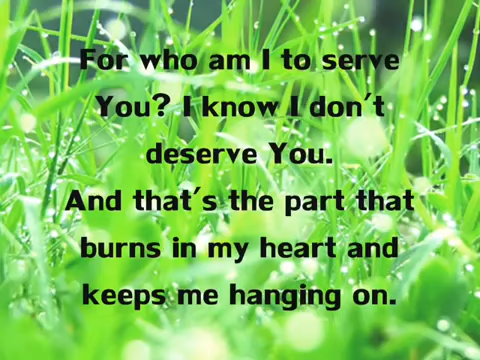 For who am I to serve
You? I know I don't
deserve You.
And that's the part that
burns in my heart and
keeps me hanging on.